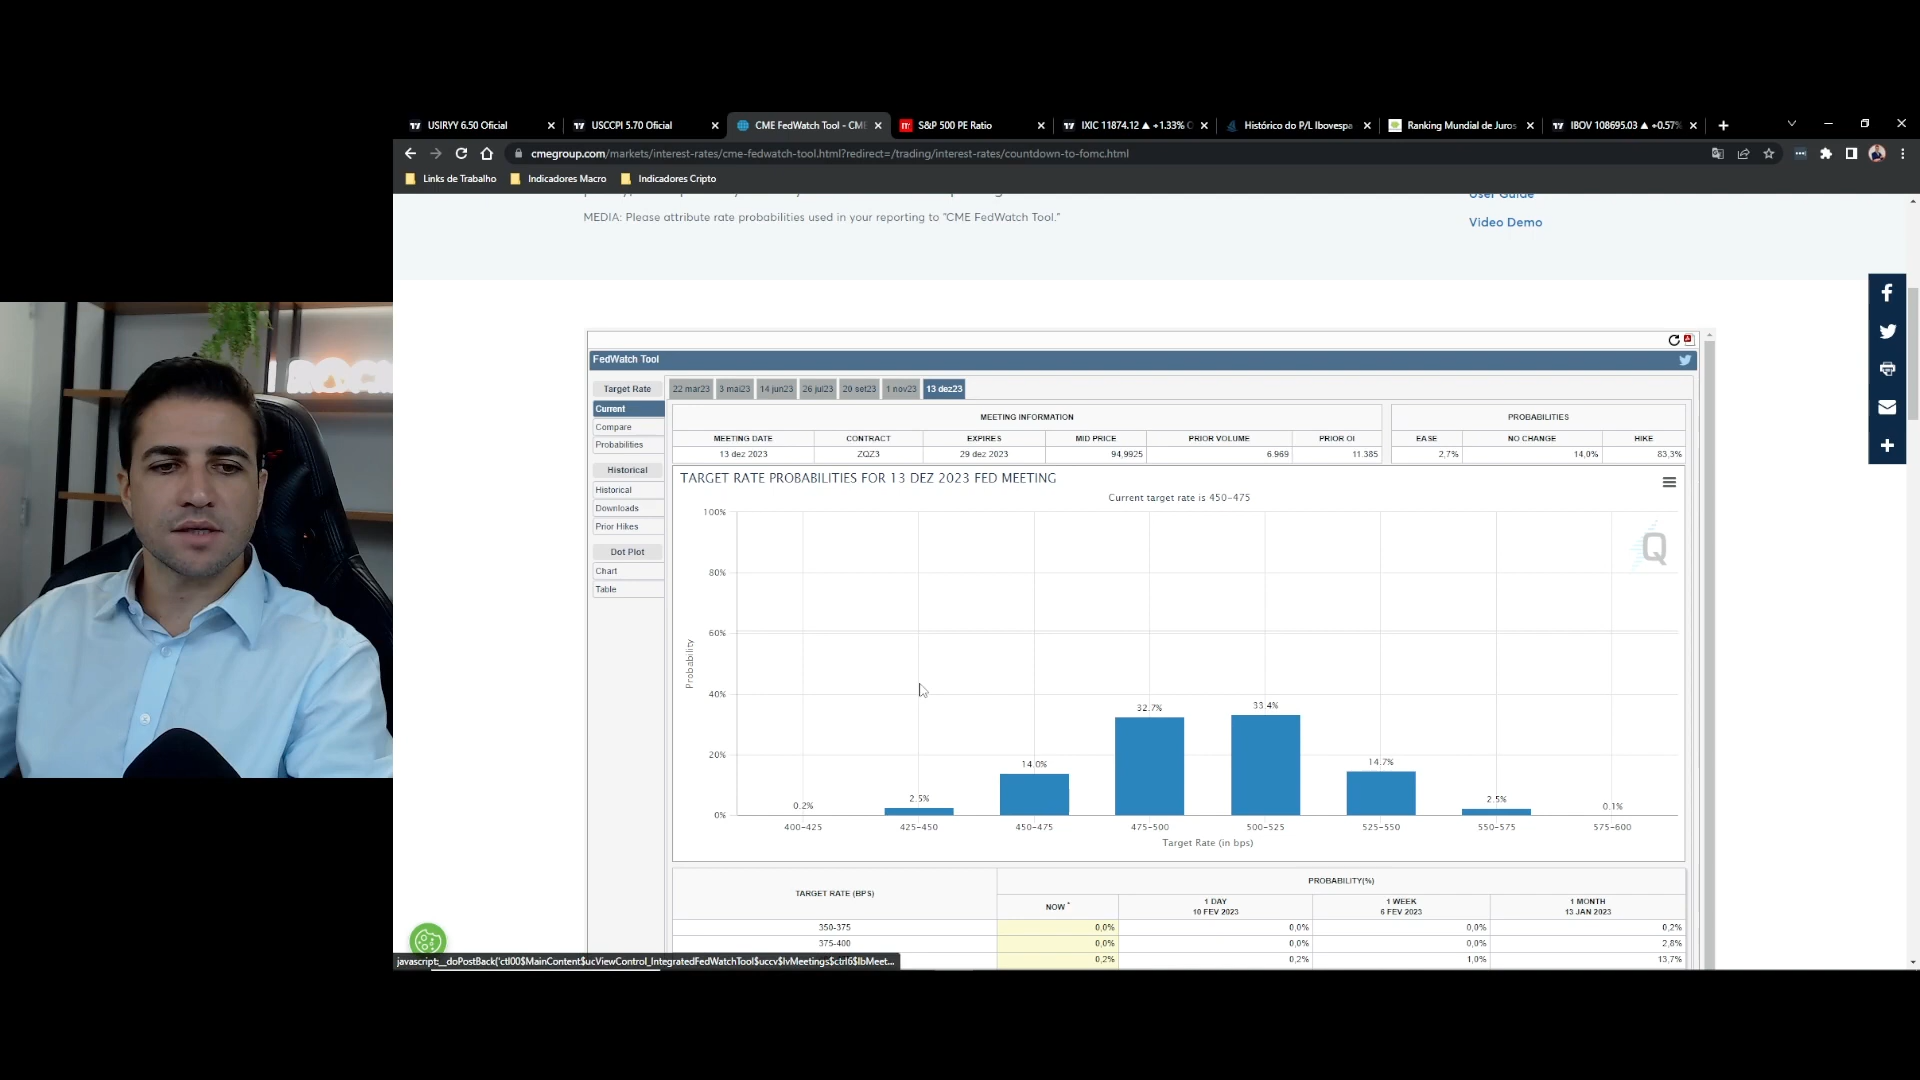 USIRYY 6.50 Oficial
USCCPI 5.70 Oficial
CME FedWatch Tool - CME
S&P 500 PE Ratio
IXIC 11874.12 ▲ +1.33%
Histórico do P/L Ibovespa
Ranking Mundial de Juros
IBOV 108695.03 ▲ +0.57%
cmegroup.com/markets/interest-rates/cme-fedwatch-tool.html?redirect=/trading/interest-rates/countdown-to-fomc.html
Links de Trabalho
Indicadores Macro
Indicadores Cripto
User Guide
MEDIA: Please attribute rate probabilities used in your reporting to "CME FedWatch Tool."
Video Demo
FedWatch Tool
Target Rate
Current
Compare
Probabilities
Historical
Historical
Downloads
Prior Hikes
Dot Plot
Chart
Table
22 mar23 3 mai23 14 jun23 26 jul23 20 set23 1 nov23 13 dez23
MEETING INFORMATION
MEETING DATE CONTRACT EXPIRES MID PRICE PRIOR VOLUME PRIOR OI
13 dez 2023 ZQZ3 29 dez 2023 94,9925 6.969 11.385
PROBABILITIES
EASE NO CHANGE HIKE
2,7% 14,0% 83,3%
TARGET RATE PROBABILITIES FOR 13 DEZ 2023 FED MEETING
Current target rate is 450-475
Q
Probability
100%
80%
60%
40%
20%
0%
0.2% 2.5% 14.0% 32.7% 33.4% 14.7% 2.5% 0.1%
400-425 425-450 450-475 475-500 500-525 525-550 550-575 575-600
Target Rate (in bps)
TARGET RATE (BPS)
PROBABILITY(%)
NOW *
1 DAY
10 FEV 2023
1 WEEK
6 FEV 2023
1 MONTH
13 JAN 2023
350-375 0,0% 0,0% 0,0% 0,2%
375-400 0,0% 0,0% 0,0% 2,8%
0,2% 0,2% 1,0% 13,7%
javascript:__doPostBack('ctl00$MainContent$ucViewControl_IntegratedFedWatchTool$uccv$lvMeetings$ctrl6$lbMeet...